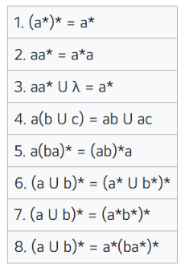 1. (a*)* = a*
2. aa* = a*a
3. aa* U λ = a*
4. a(b U c) = ab U ac
5. a(ba)* = (ab)*a
6. (a U b)* = (a* U b*)*
7. (a U b)* = (a*b*)*
8. (a U b)* = a*(ba*)*